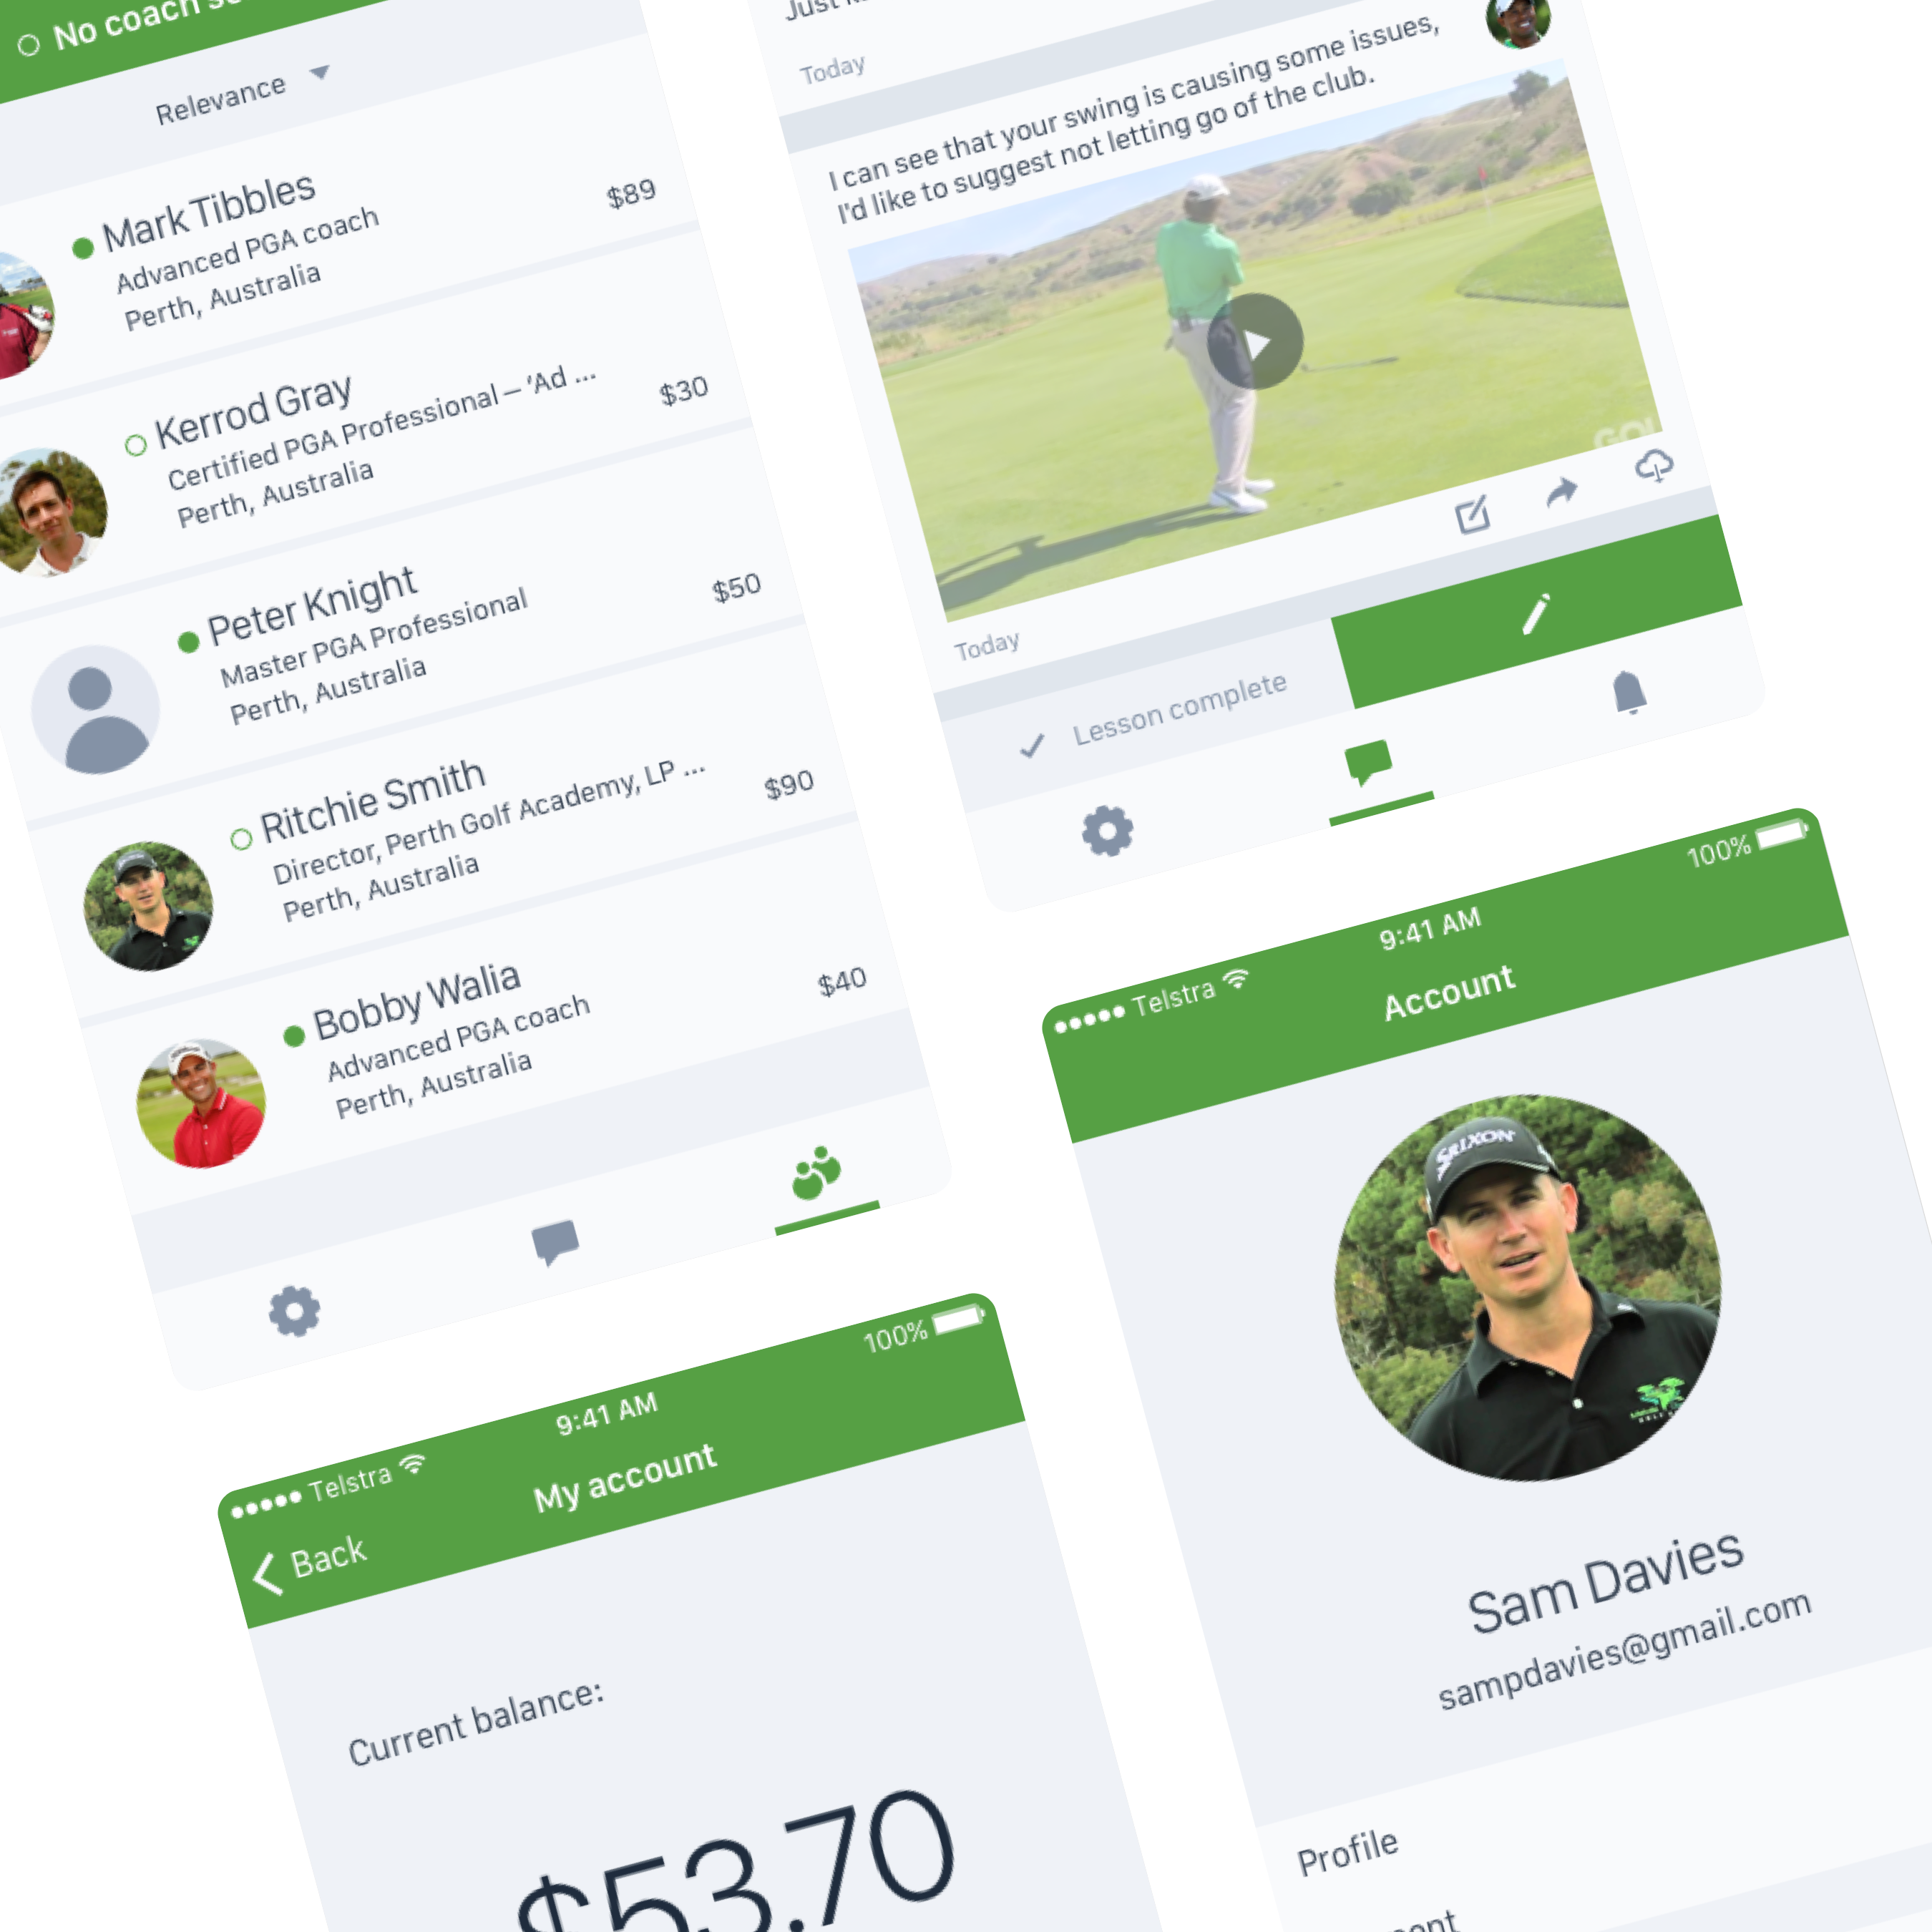 No coach
Relevance
Mark Tibbles
Advanced PGA coach
Perth, Australia
$89
Kerrod Gray
Certified PGA Professional – 'Ad ...
Perth, Australia
$30
Peter Knight
Master PGA Professional
Perth, Australia
$50
Ritchie Smith
Director, Perth Golf Academy, LP ...
Perth, Australia
$90
Bobby Walia
Advanced PGA coach
Perth, Australia
$40
Just
Today
I can see that your swing is causing some issues,
I'd like to suggest not letting go of the club.
Today
Lesson complete
Telstra
9:41 AM
100%
Account
SRIXON
Sam Davies
sampdavies@gmail.com
Profile
Telstra
9:41 AM
100%
Back
My account
Current balance:
$53.70